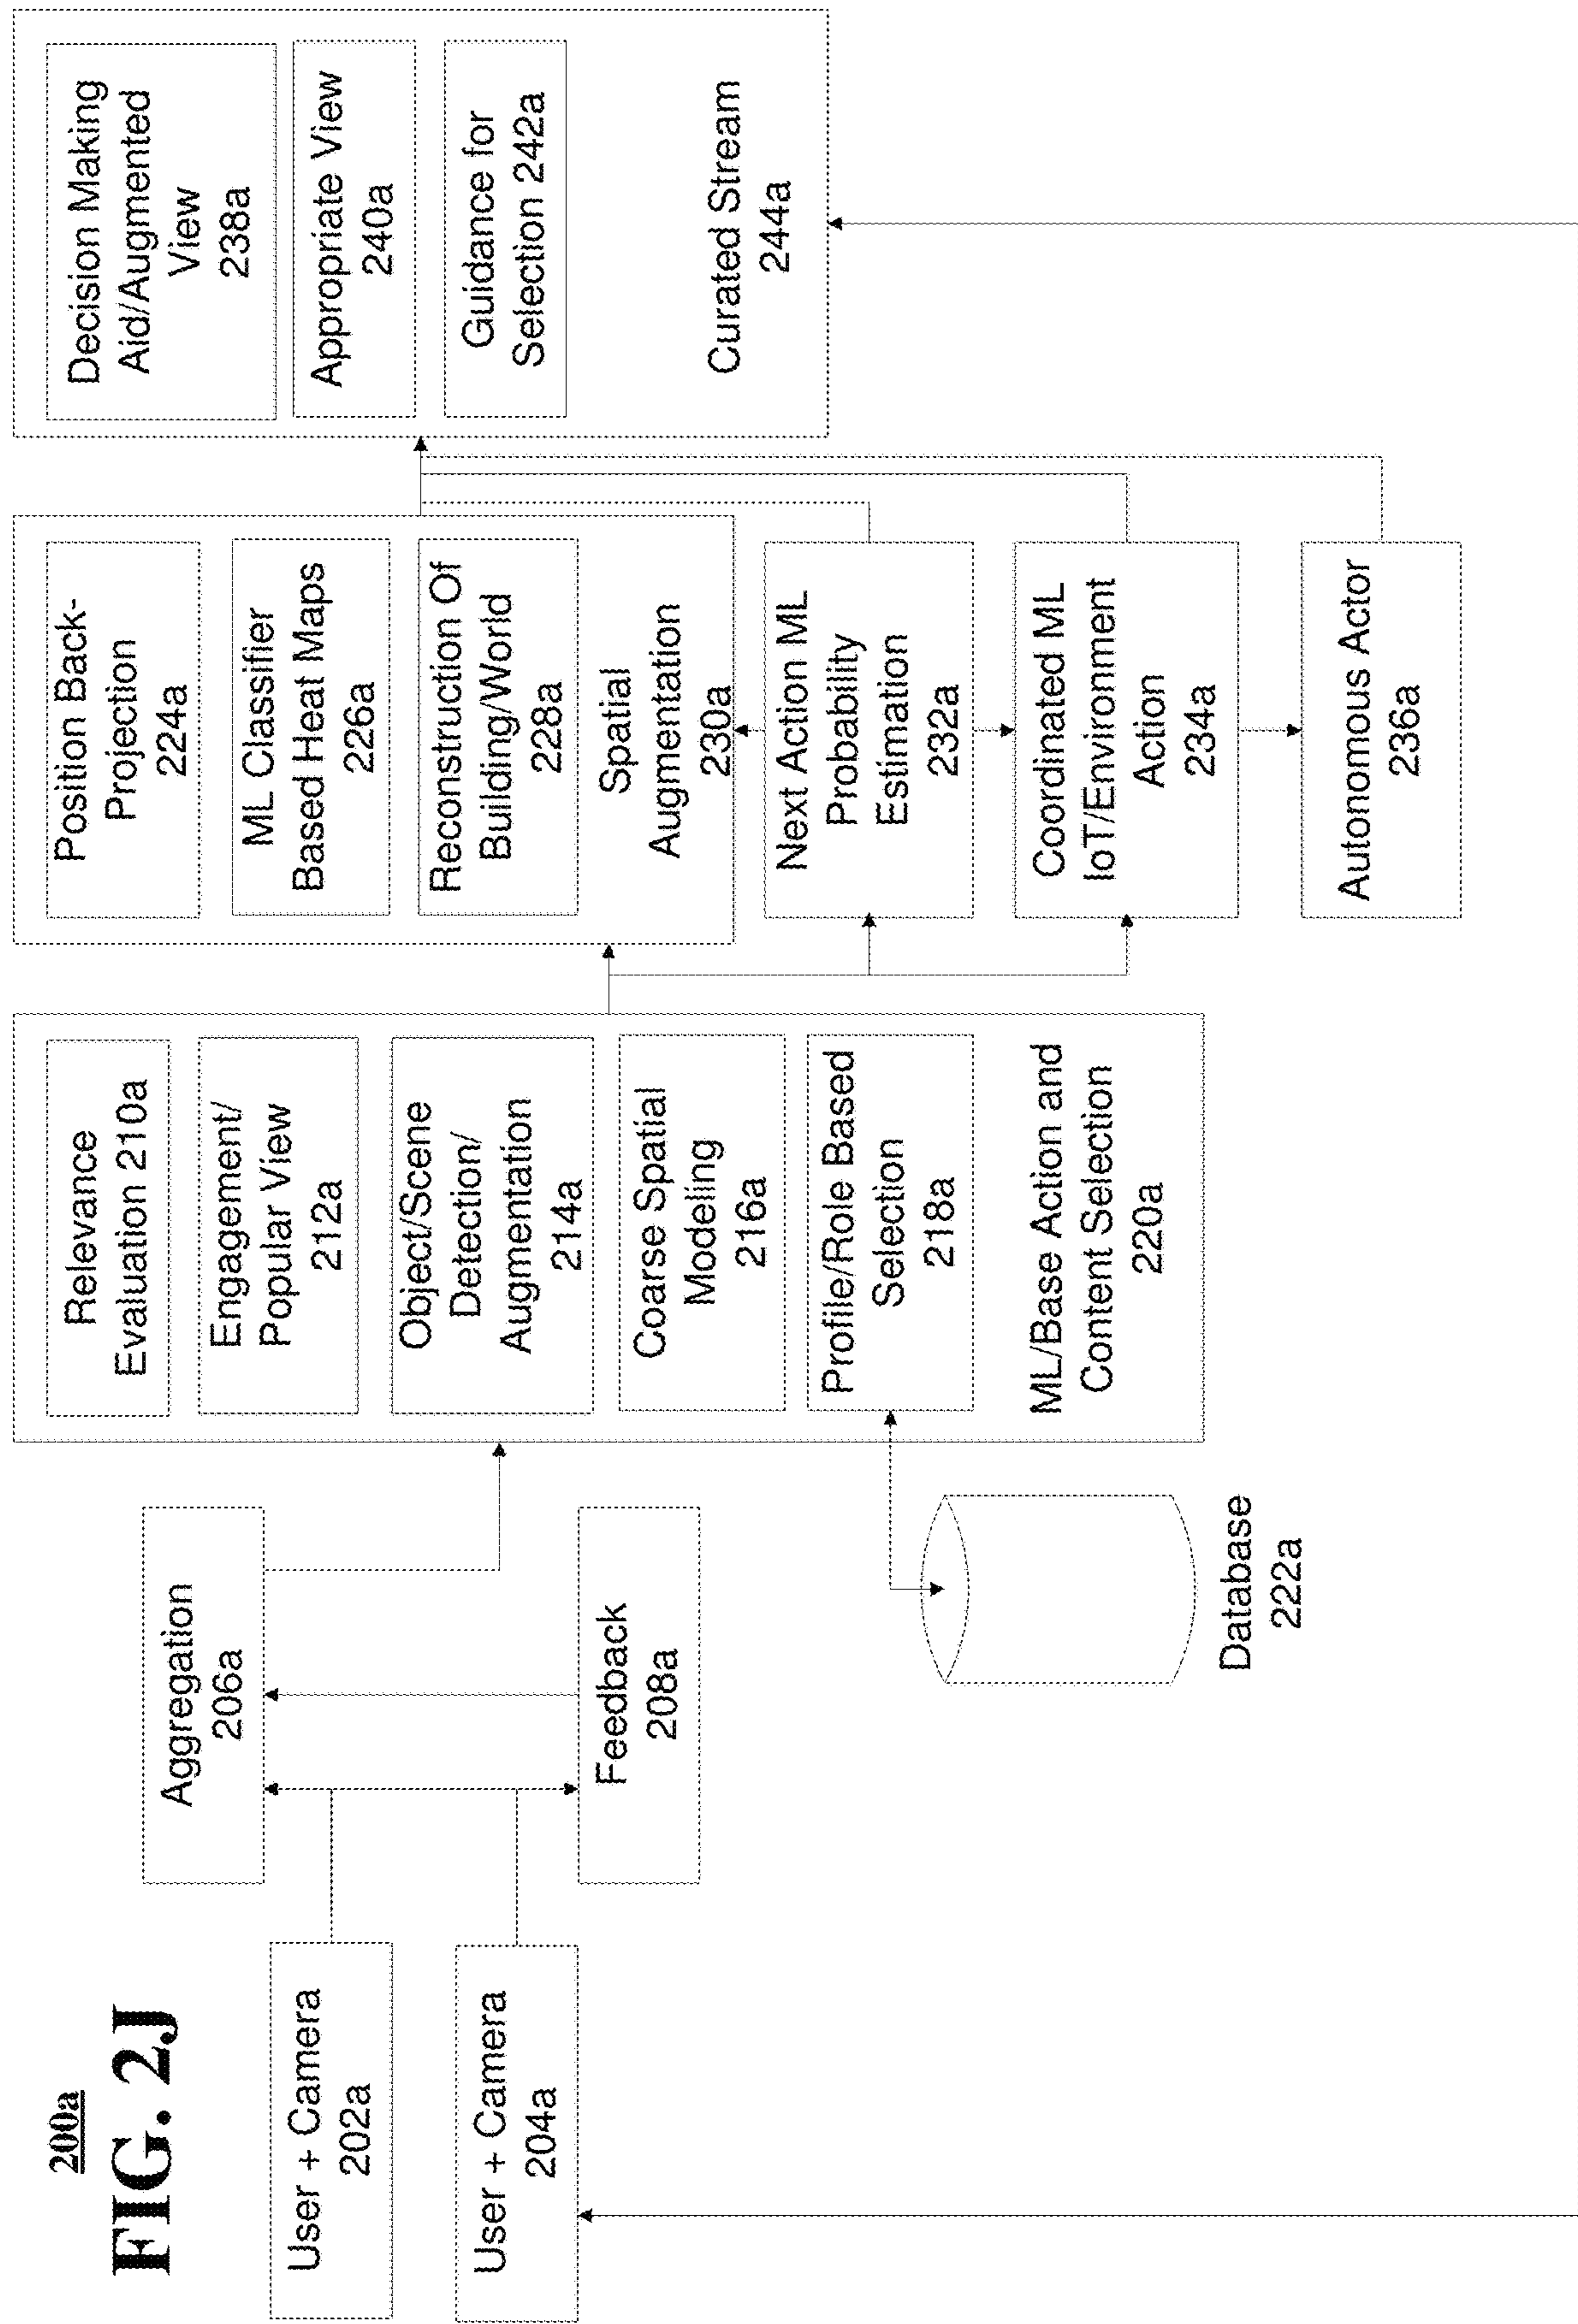 200a
FIG. 2J
User + Camera
202a
User + Camera
204a
Aggregation
206a
Feedback
208a
Relevance
Evaluation 210a
Engagement/
Popular View
212a
Object/Scene
Detection/
Augmentation
214a
Coarse Spatial
Modeling
216a
Profile/Role Based
Selection
218a
ML/Base Action and
Content Selection
220a
Database
222a
Position Back-
Projection
224a
ML Classifier
Based Heat Maps
226a
Reconstruction Of
Building/World
228a
Spatial
Augmentation
230a
Next Action ML
Probability
Estimation
232a
Coordinated ML
IoT/Environment
Action
234a
Autonomous Actor
236a
Decision Making
Aid/Augmented
View
238a
Appropriate View
240a
Guidance for
Selection 242a
Curated Stream
244a